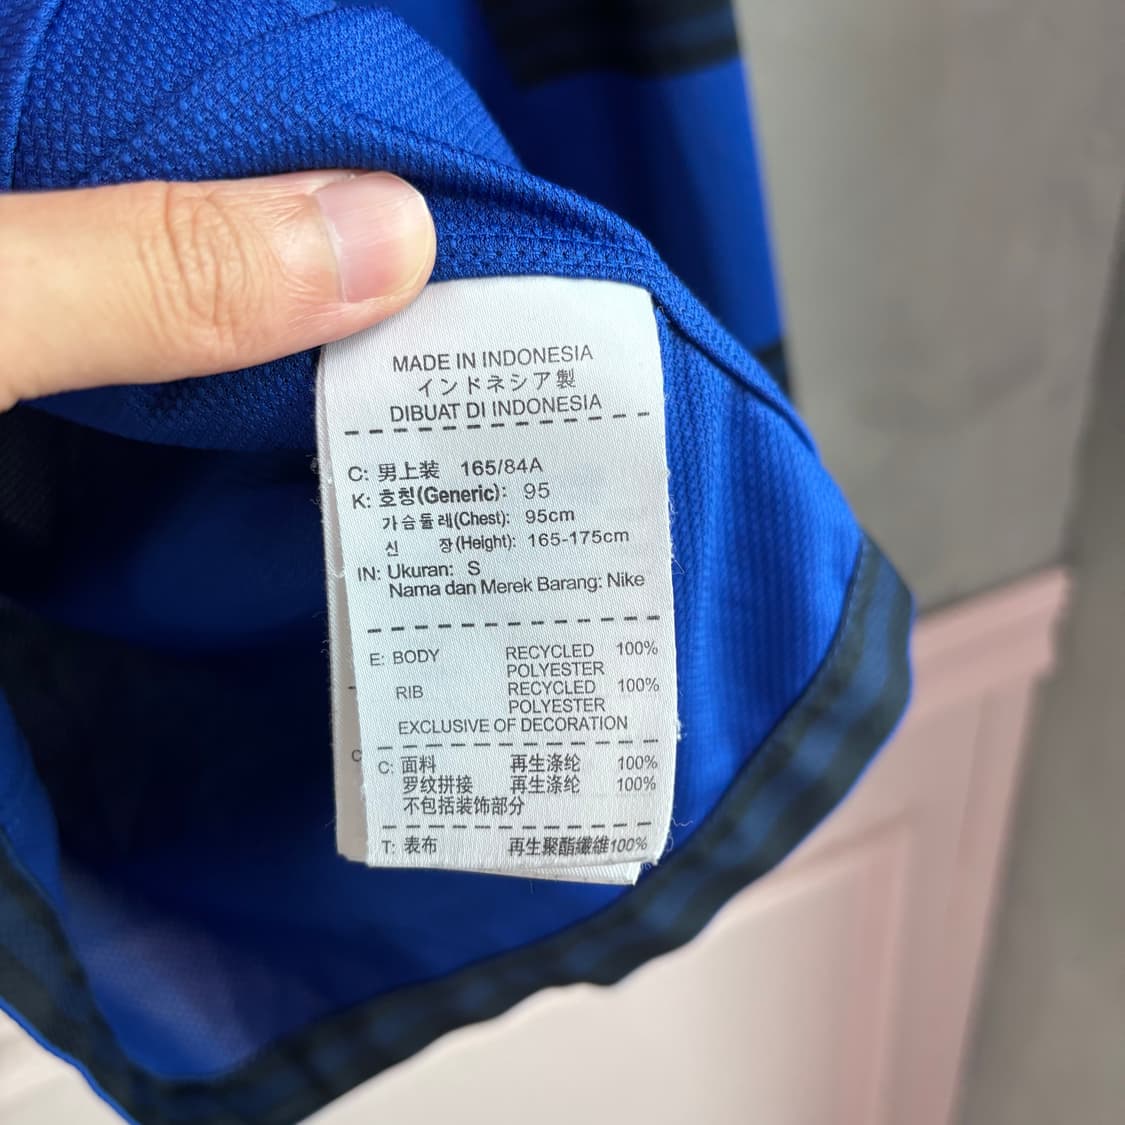 MADE IN INDONESIA
インドネシア製
DIBUAT DI INDONESIA
C: 男上装 165/84A
K: 호칭(Generic): 95
가슴둘레(Chest): 95cm
신 장(Height): 165-175cm
IN: Ukuran: S
Nama dan Merek Barang: Nike
E: BODY RECYCLED 100%
POLYESTER
RIB RECYCLED 100%
POLYESTER
EXCLUSIVE OF DECORATION
C: 面料 再生涤纶 100%
罗纹拼接 再生涤纶 100%
不包括装饰部分
T: 表布 再生聚酯纖維100%